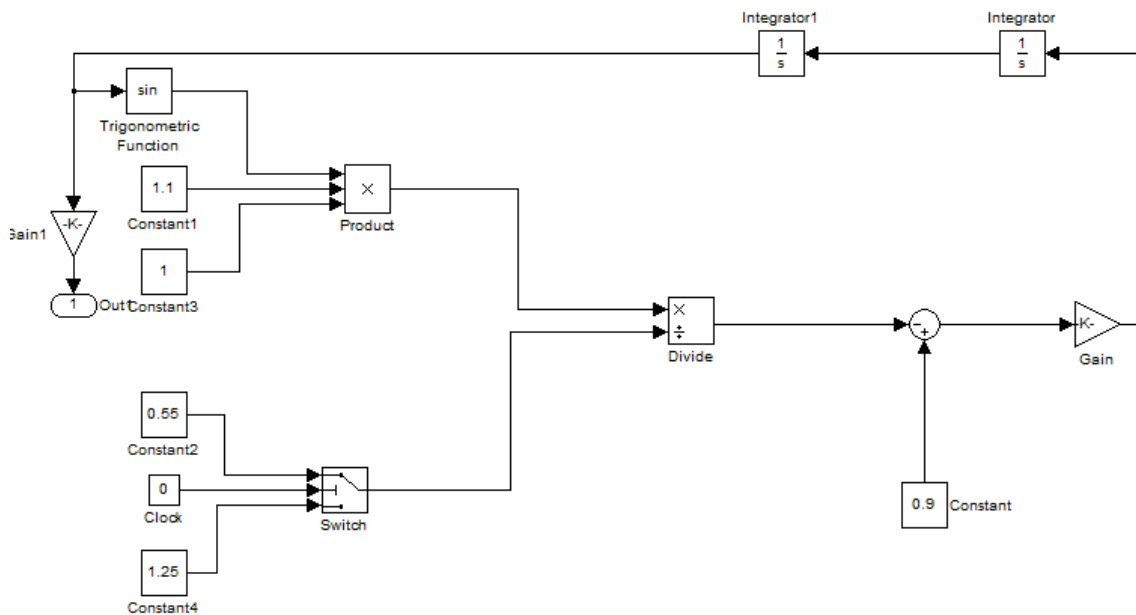 Integrator1
Integrator
1
s
1
s
sin
Trigonometric
Function
1.1
Constant1
×
Product
-K-
Gain1
1
Constant3
1
Out1
×
÷
Divide
-
+
-K-
Gain
0.55
Constant2
0
Clock
Switch
0.9
Constant
1.25
Constant4